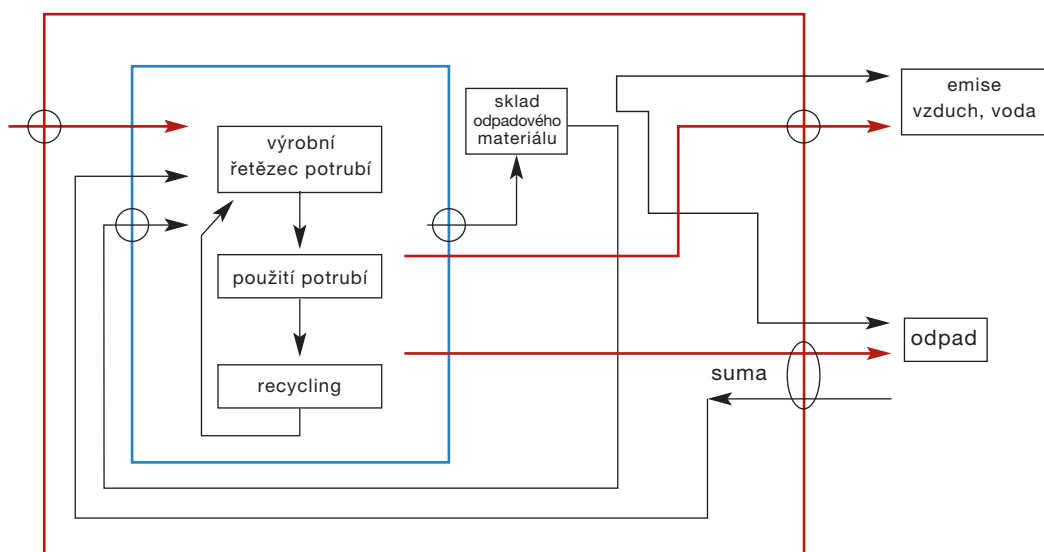 výrobní
řetězec potrubí
použití potrubí
recycling
sklad
odpadového
materiálu
emise
vzduch, voda
odpad
suma